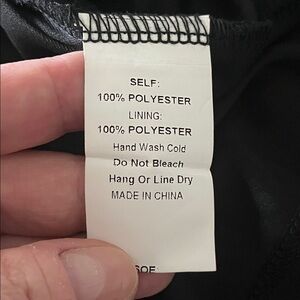 SELF:
100% POLYESTER
LINING:
100% POLYESTER
Hand Wash Cold
Do Not Bleach
Hang Or Line Dry
MADE IN CHINA